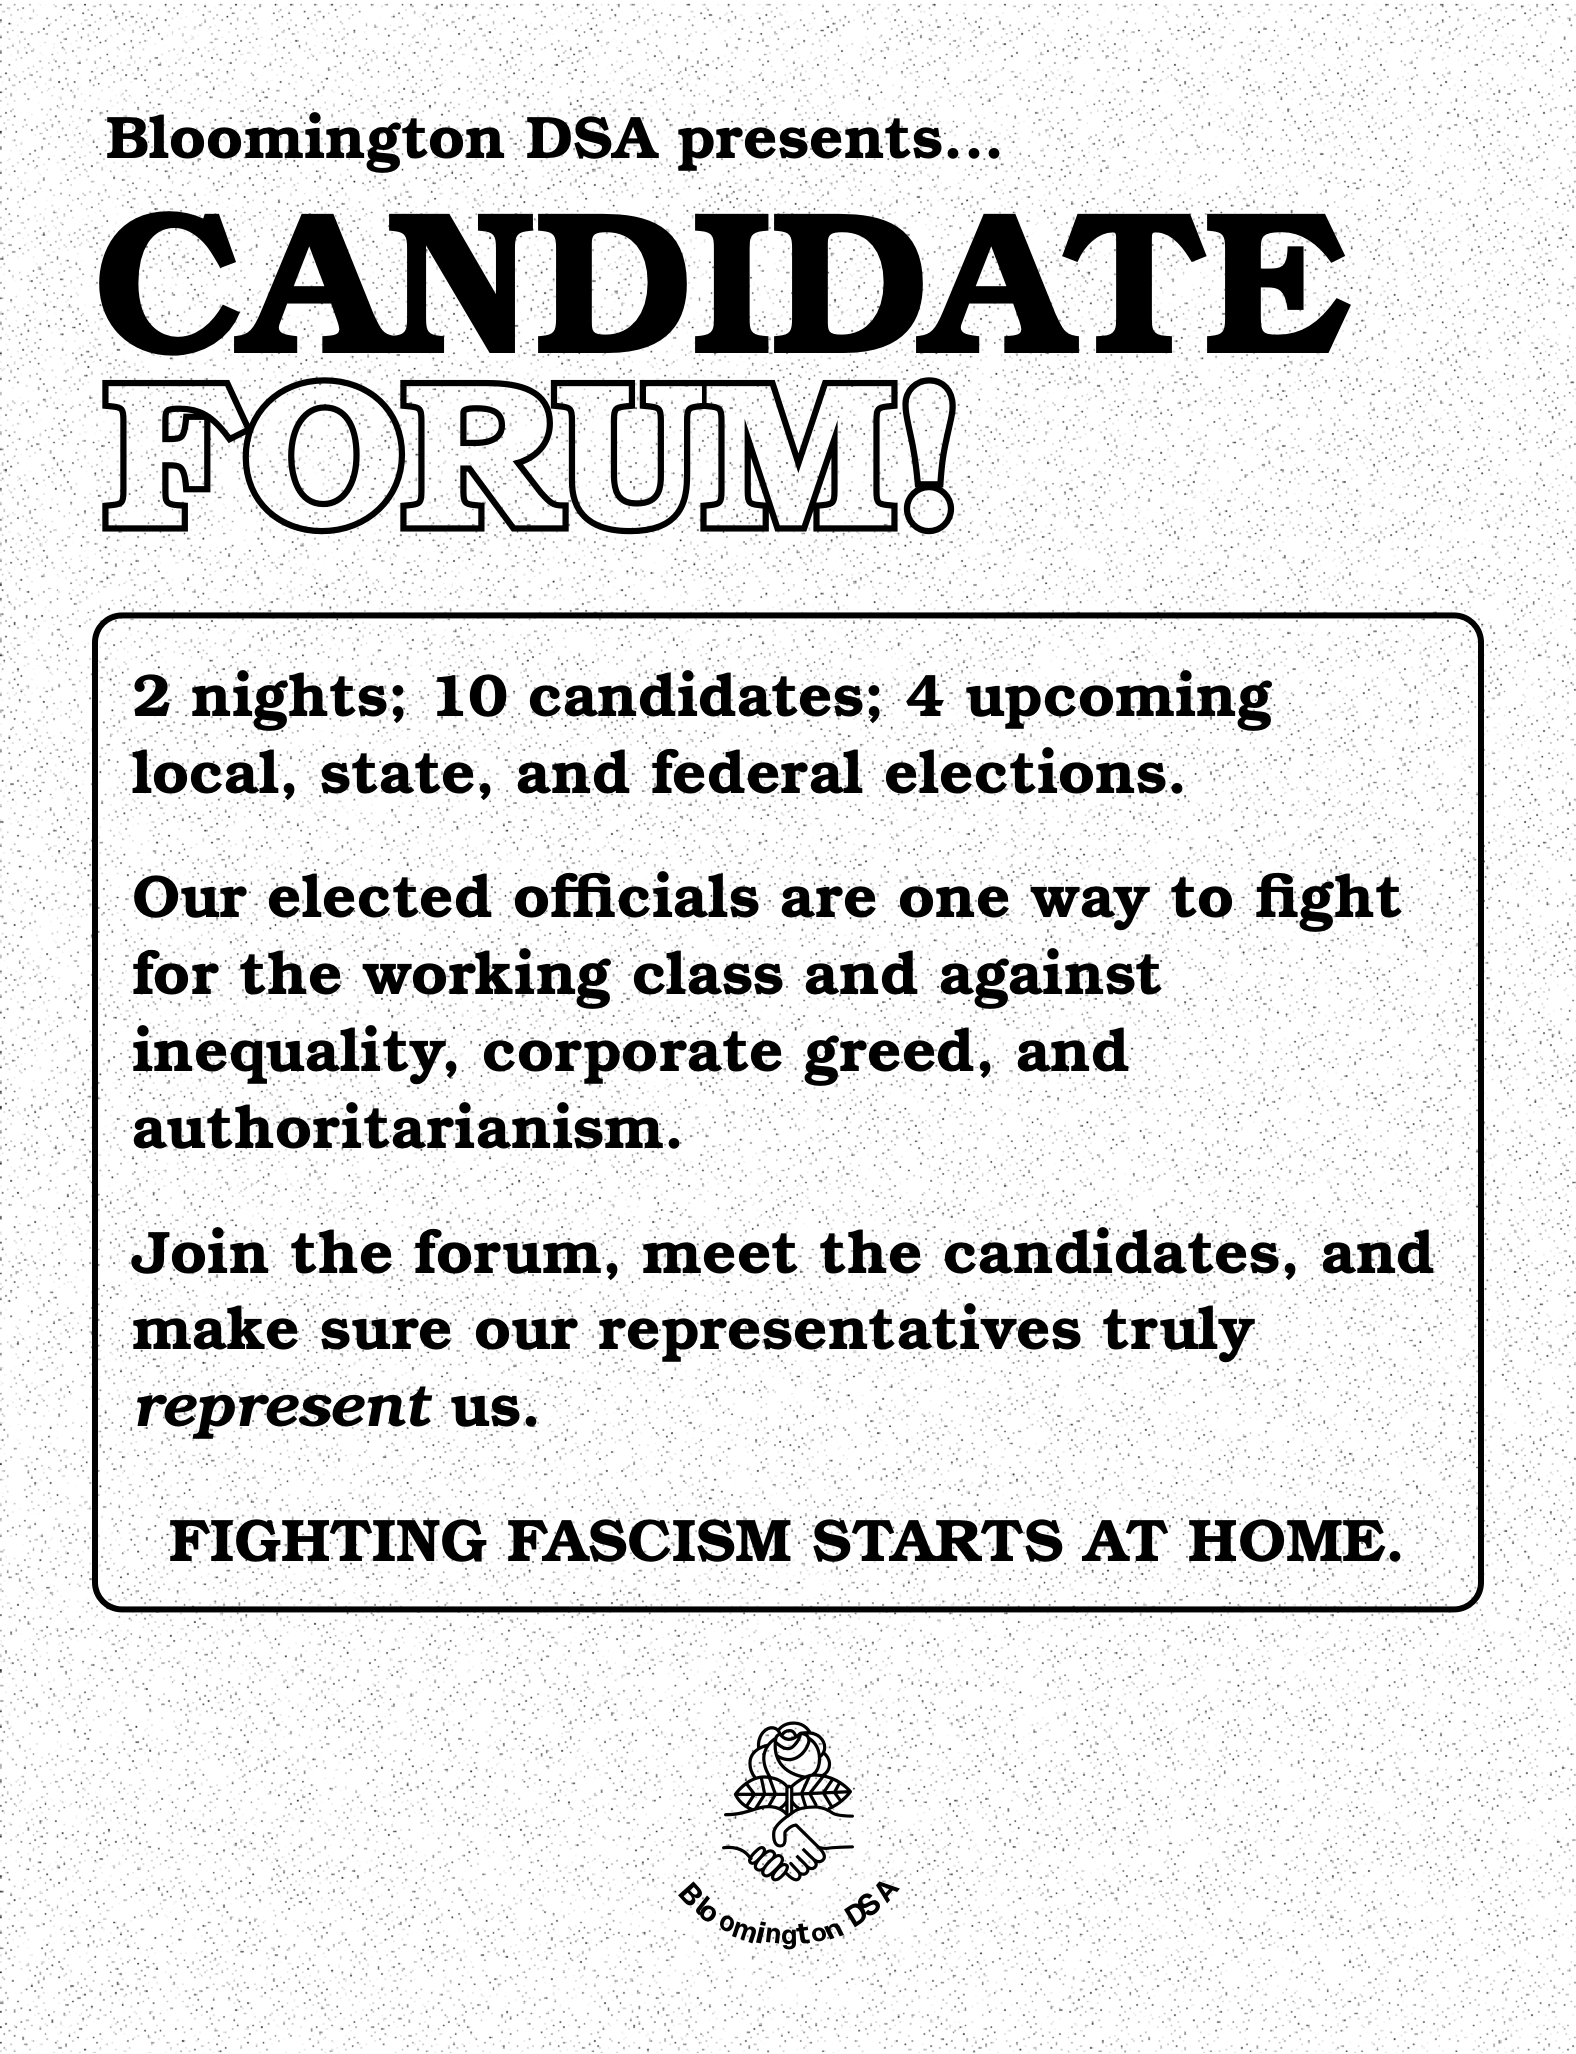 Bloomington DSA presents...
CANDIDATE
FORUM!
2 nights; 10 candidates; 4 upcoming
local, state, and federal elections.
Our elected officials are one way to fight
for the working class and against
inequality, corporate greed, and
authoritarianism.
Join the forum, meet the candidates, and
make sure our representatives truly
represent us.
FIGHTING FASCISM STARTS AT HOME.
Bloomington DSA